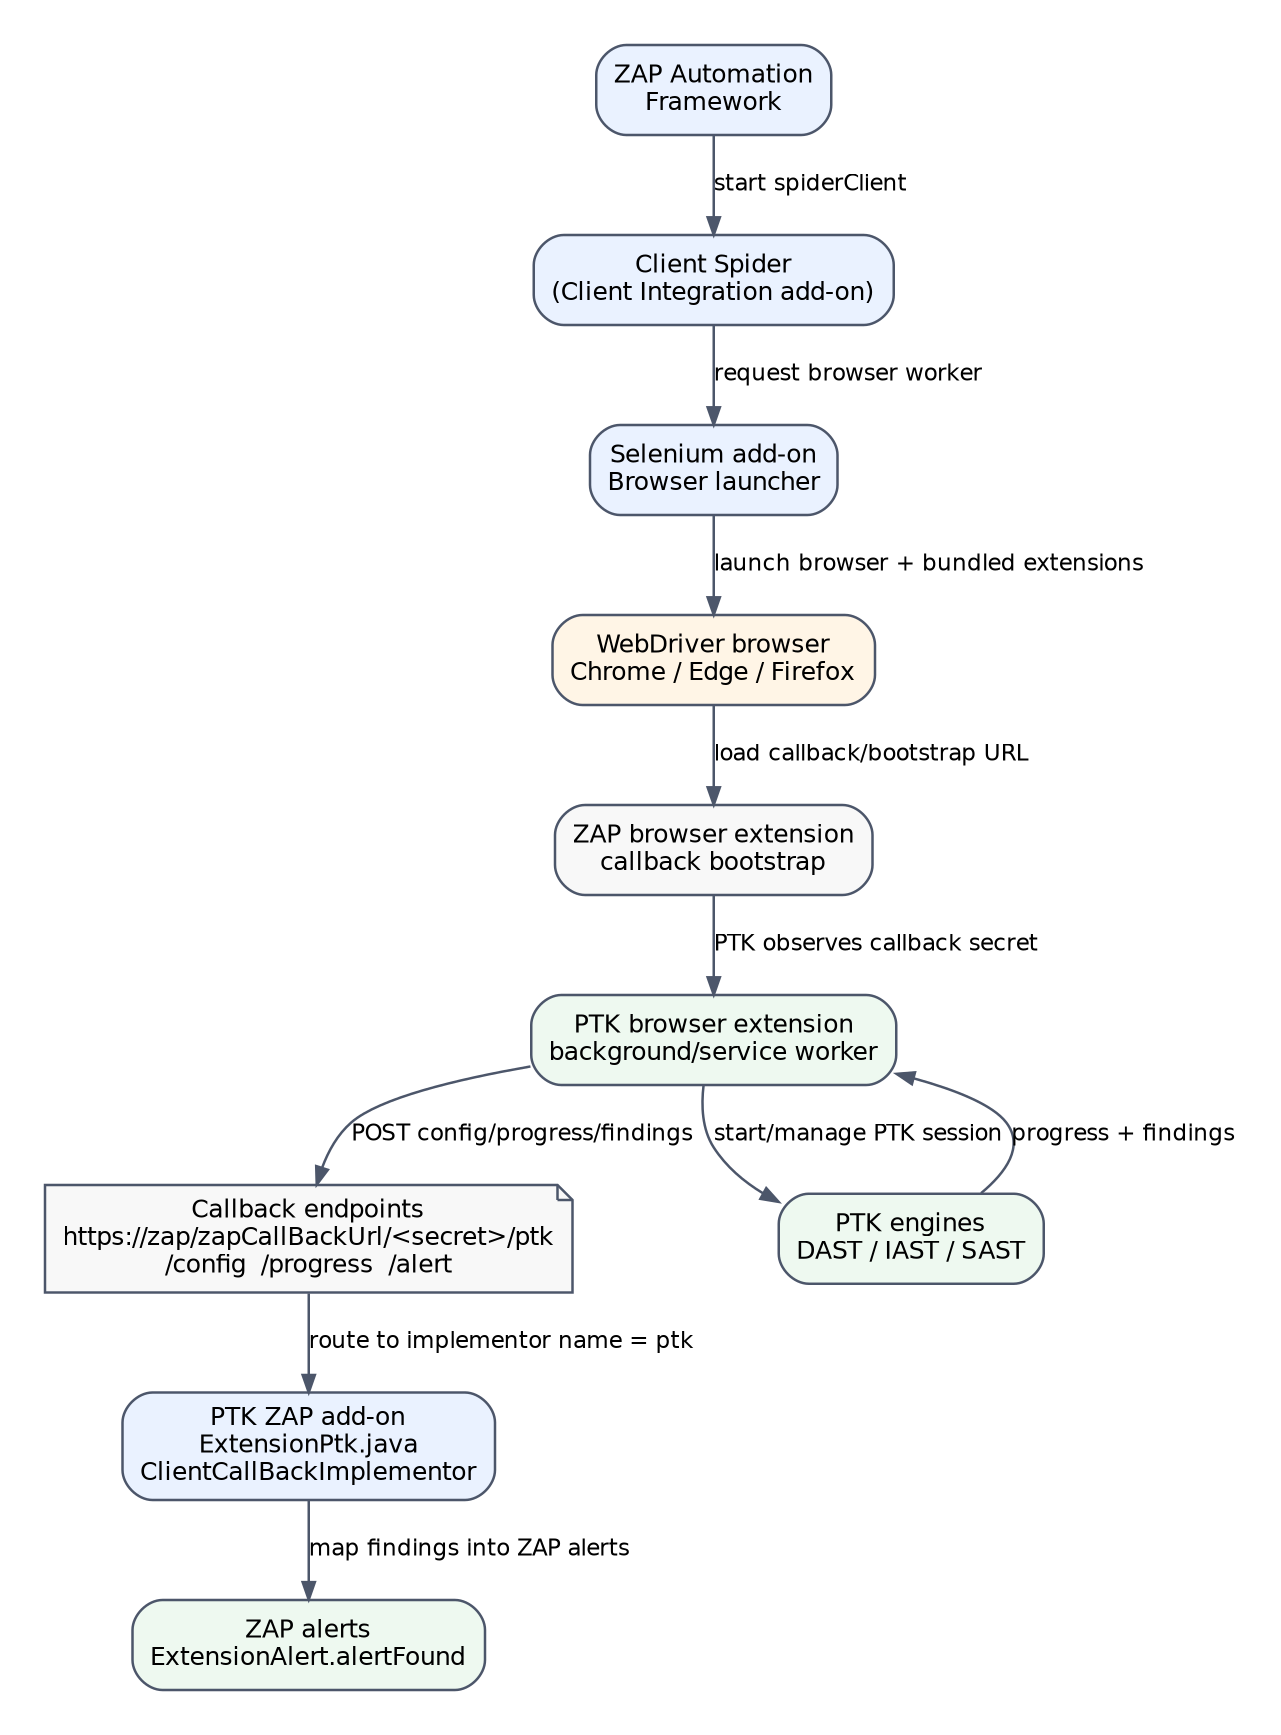 ZAP Automation
Framework
start spiderClient
Client Spider
(Client Integration add-on)
request browser worker
Selenium add-on
Browser launcher
launch browser + bundled extensions
WebDriver browser
Chrome / Edge / Firefox
load callback/bootstrap URL
ZAP browser extension
callback bootstrap
PTK observes callback secret
PTK browser extension
background/service worker
POST config/progress/findings
start/manage PTK session
progress + findings
Callback endpoints
https://zap/zapCallBackUrl/<secret>/ptk
/config  /progress  /alert
PTK engines
DAST / IAST / SAST
route to implementor name = ptk
PTK ZAP add-on
ExtensionPtk.java
ClientCallBackImplementor
map findings into ZAP alerts
ZAP alerts
ExtensionAlert.alertFound